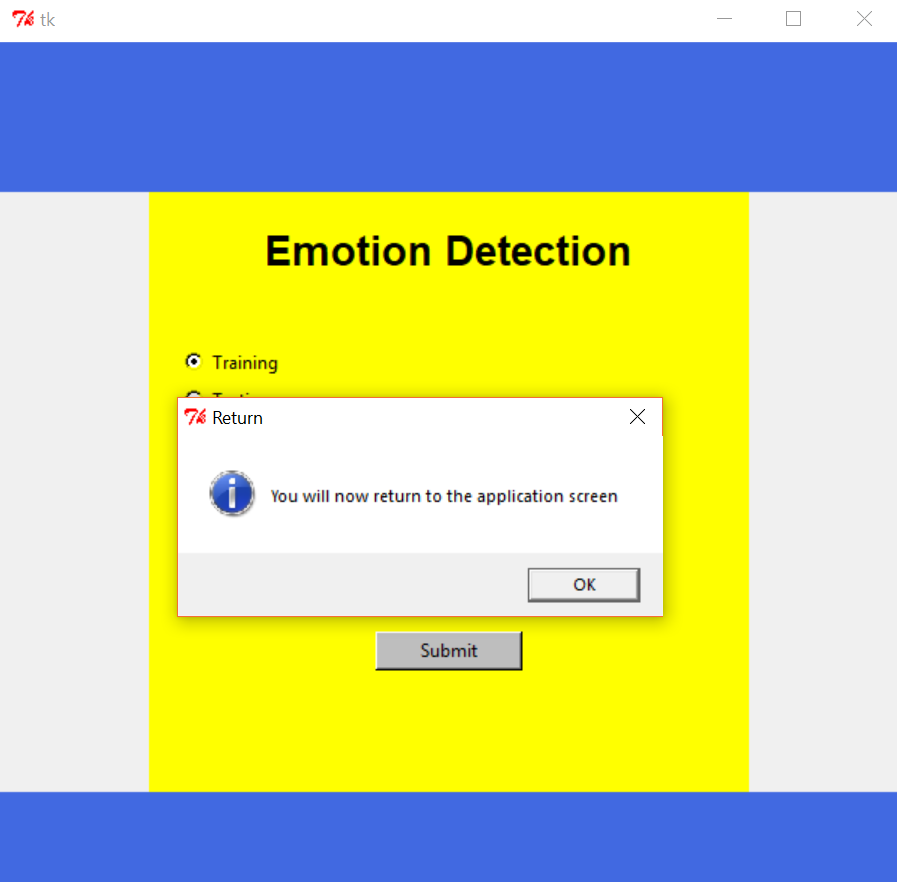 tk
Emotion Detection
Training
Return
You will now return to the application screen
OK
Submit